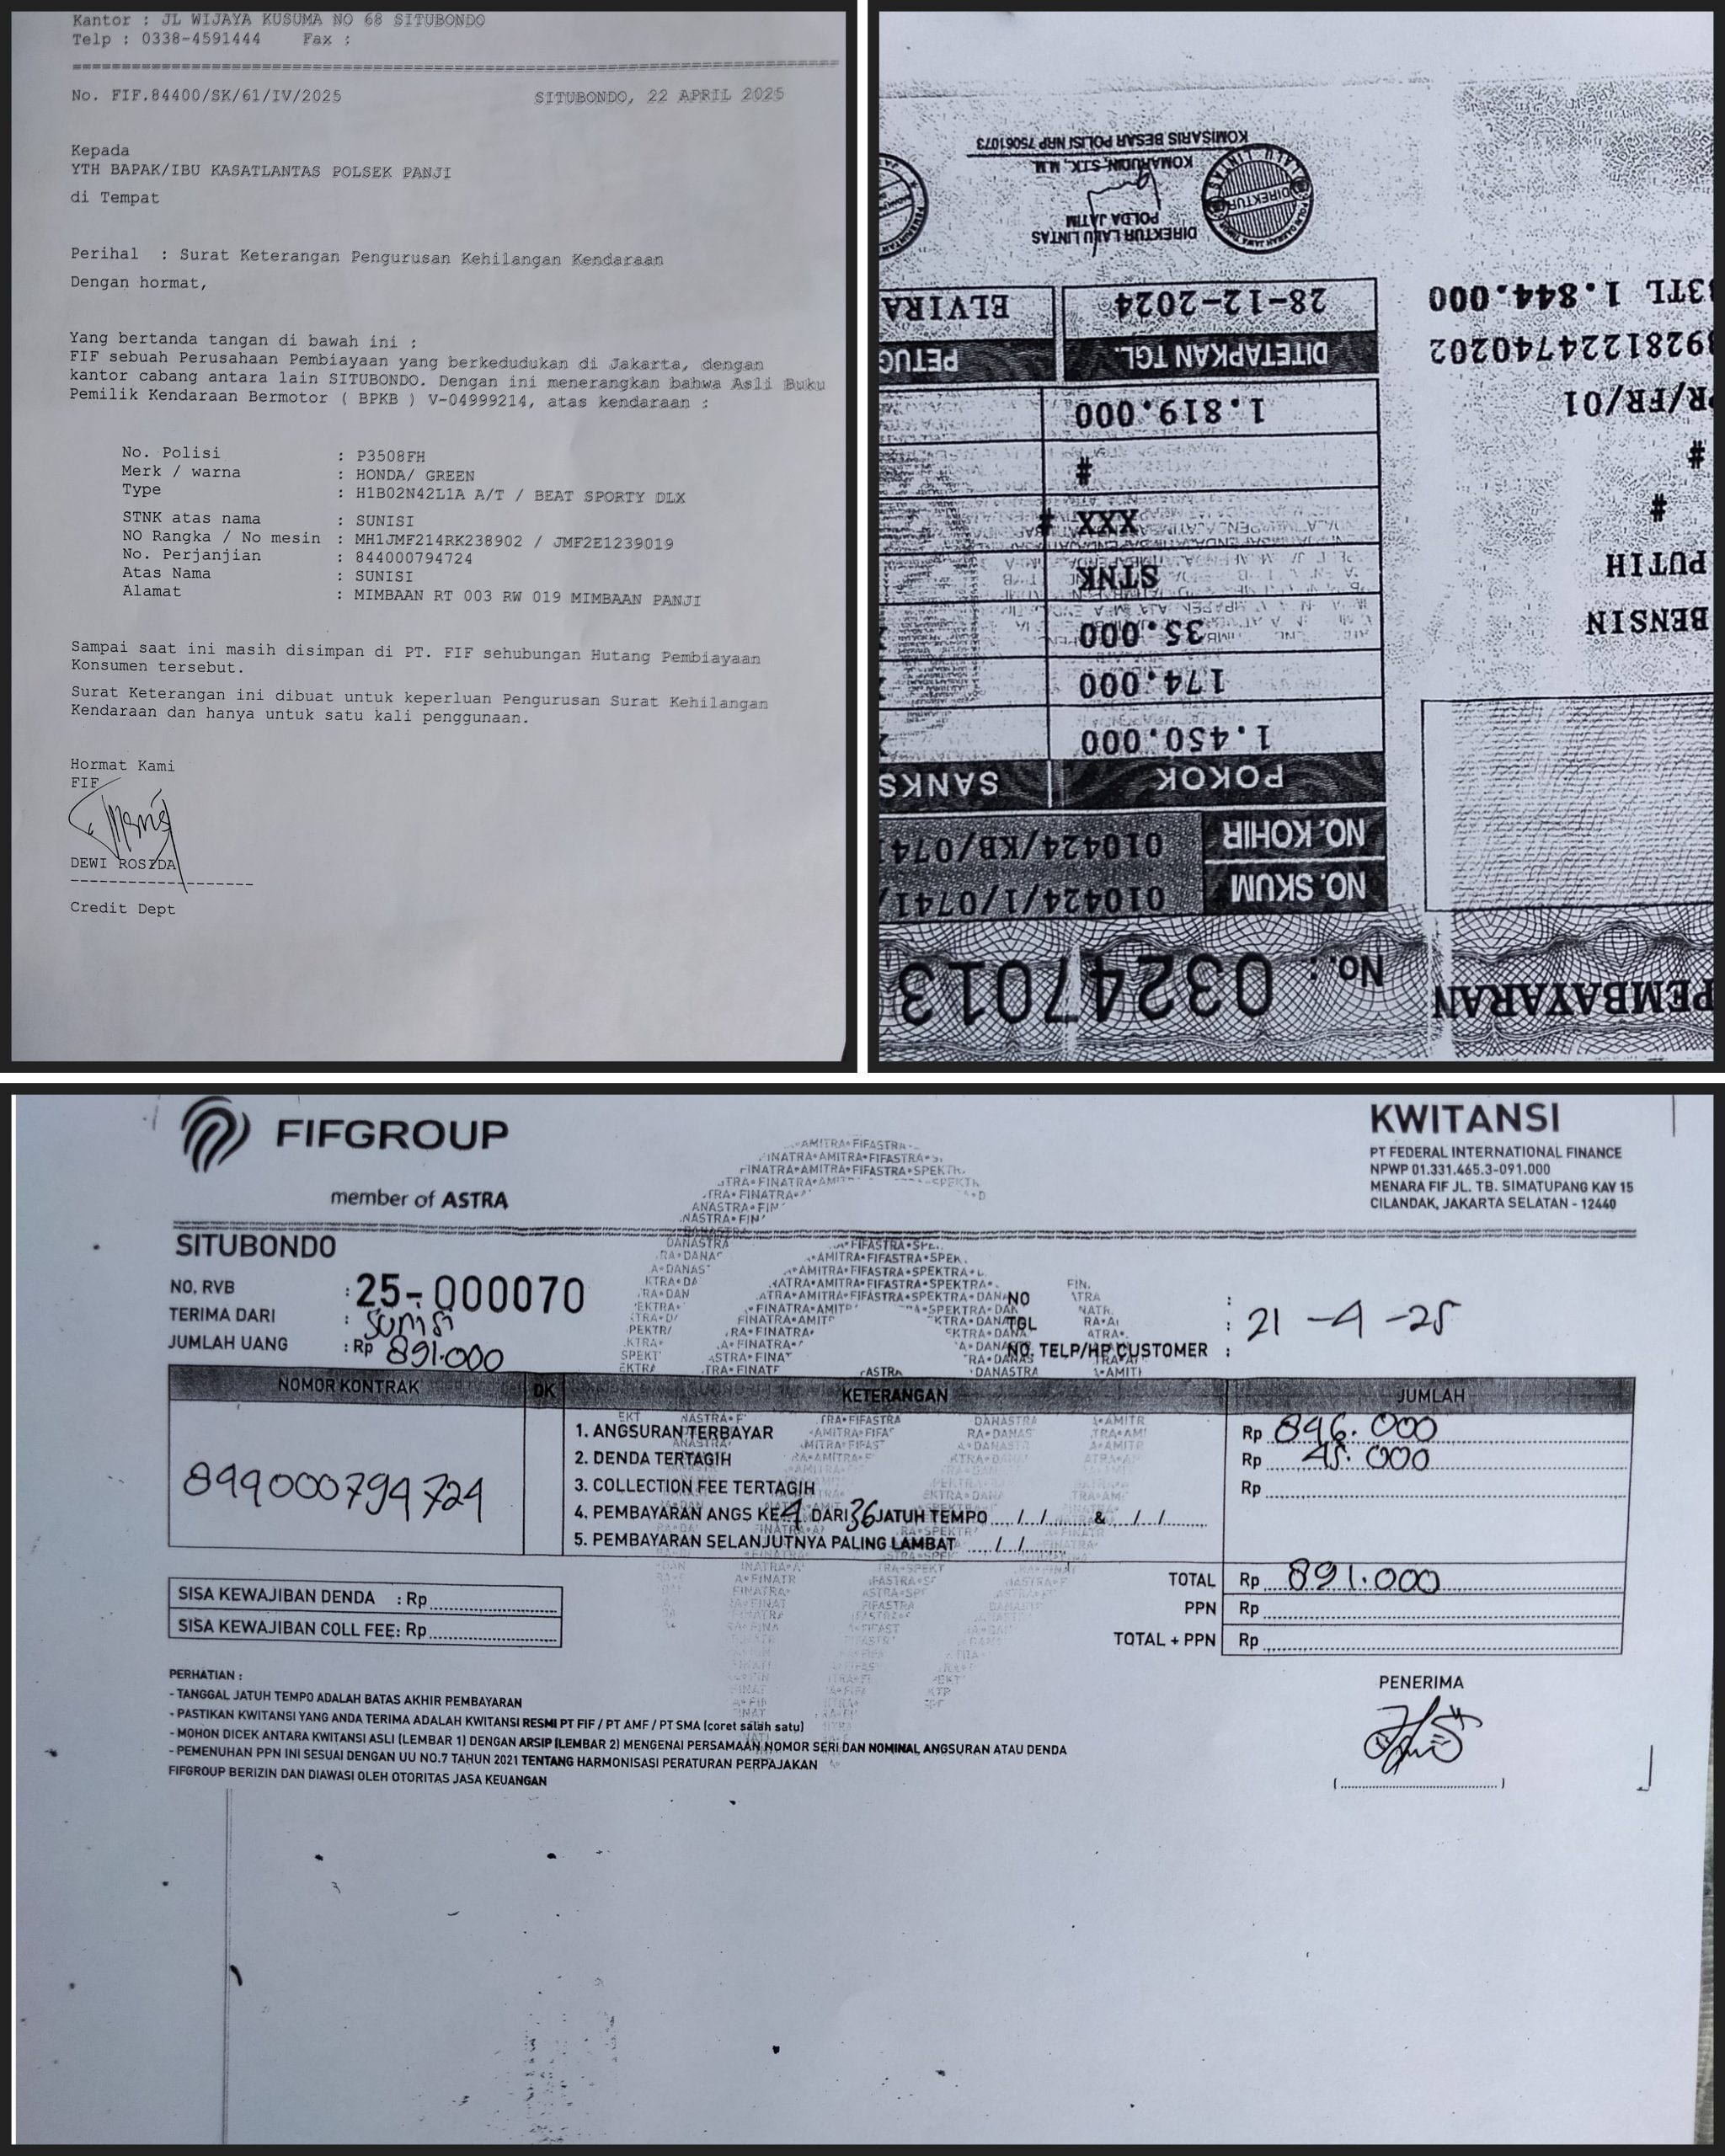 Kantor : JL WIJAYA KUSUMA NO 68 SITUBONDO
Telp : 0338-4591444 Fax :
No. FIF.84400/SK/61/IV/2025 SITUBONDO, 22 APRIL 2025
Kepada
YTH BAPAK/IBU KASATLANTAS POLSEK PANJI
di Tempat
Perihal : Surat Keterangan Pengurusan Kehilangan Kendaraan
Dengan hormat,
Yang bertanda tangan di bawah ini :
FIF sebuah Perusahaan Pembiayaan yang berkedudukan di Jakarta, dengan
kantor cabang antara lain SITUBONDO. Dengan ini menerangkan bahwa Asli Buku
Pemilik Kendaraan Bermotor ( BPKB ) V-04999214, atas kendaraan :
No. Polisi : P3508FH
Merk / warna : HONDA/ GREEN
Type : H1B02N42L1A A/T / BEAT SPORTY DLX
STNK atas nama : SUNISI
NO Rangka / No mesin : MH1JMF214RK238902 / JMF2E1239019
No. Perjanjian : 844000794724
Atas Nama : SUNISI
Alamat : MIMBAAN RT 003 RW 019 MIMBAAN PANJI
Sampai saat ini masih disimpan di PT. FIF sehubungan Hutang Pembiayaan
Konsumen tersebut.
Surat Keterangan ini dibuat untuk keperluan Pengurusan Surat Kehilangan
Kendaraan dan hanya untuk satu kali penggunaan.
Hormat Kami
FIF
DEWI ROSIDA
Credit Dept
PEMBAYARAN No.: 03247013
NO. SKUM 010424/1/0741/
NO. KOHIR 010424/KB/074
POKOK SANKS
1.450.000
174.000
BENSIN 35.000
PUTIH STNK
# XXX #
# #
PR/FR/01 1.819.000
9281224740202 DITETAPKAN TGL. PETUG
3TL 1.844.000 28-12-2024 ELVIRA
DIREKTUR LALU LINTAS
POLDA JATIM
DIREKTUR
KOMARUDIN, S.I.K., M.M.
KOMISARIS BESAR POLISI NRP 75061073
FIFGROUP
member of ASTRA
KWITANSI
PT FEDERAL INTERNATIONAL FINANCE
NPWP 01.331.465.3-091.000
MENARA FIF JL. TB. SIMATUPANG KAV 15
CILANDAK, JAKARTA SELATAN - 12440
SITUBONDO
NO. RVB : 25-000070 NO :
TERIMA DARI : Sunisi TGL : 21 - 4 - 25
JUMLAH UANG : Rp 891.000 NO. TELP/HP CUSTOMER :
NOMOR KONTRAK DK KETERANGAN JUMLAH
844000794724
1. ANGSURAN TERBAYAR Rp 846.000
2. DENDA TERTAGIH Rp 45.000
3. COLLECTION FEE TERTAGIH Rp
4. PEMBAYARAN ANGS KE 4 DARI 36 JATUH TEMPO ..../..../........ & ..../..../........
5. PEMBAYARAN SELANJUTNYA PALING LAMBAT ..../..../........
TOTAL Rp 891.000
PPN Rp
TOTAL + PPN Rp
SISA KEWAJIBAN DENDA : Rp
SISA KEWAJIBAN COLL FEE: Rp
PERHATIAN :
- TANGGAL JATUH TEMPO ADALAH BATAS AKHIR PEMBAYARAN
- PASTIKAN KWITANSI YANG ANDA TERIMA ADALAH KWITANSI RESMI PT FIF / PT AMF / PT SMA (coret salah satu)
- MOHON DICEK ANTARA KWITANSI ASLI (LEMBAR 1) DENGAN ARSIP (LEMBAR 2) MENGENAI PERSAMAAN NOMOR SERI DAN NOMINAL ANGSURAN ATAU DENDA
- PEMENUHAN PPN INI SESUAI DENGAN UU NO.7 TAHUN 2021 TENTANG HARMONISASI PERATURAN PERPAJAKAN
FIFGROUP BERIZIN DAN DIAWASI OLEH OTORITAS JASA KEUANGAN
PENERIMA